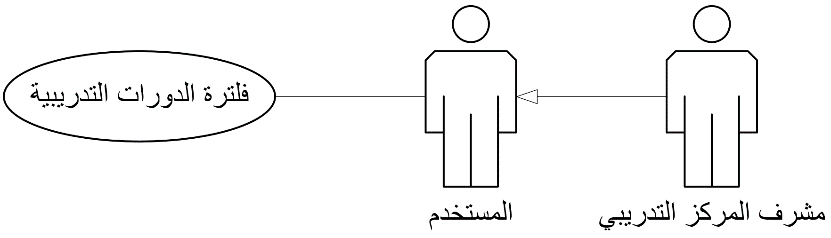 فلترة الدورات التدريبية
مشرف المركز التدريبي
المستخدم